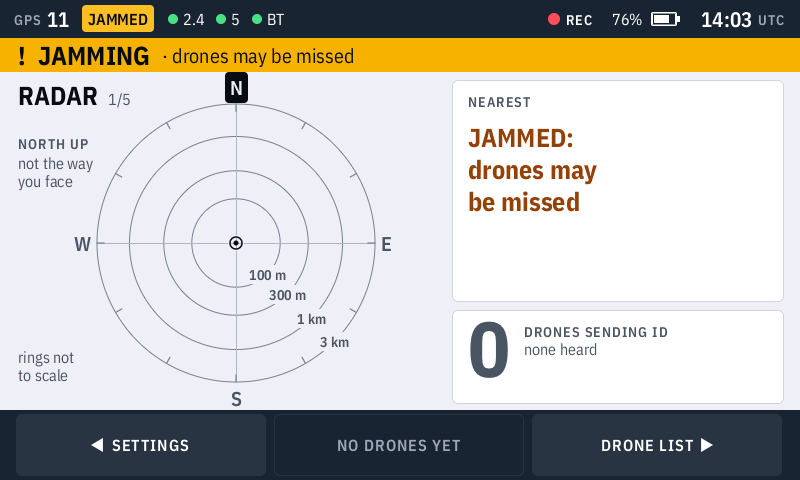 GPS 11 JAMMED 2.4 5 BT REC 76% 14:03 UTC
! JAMMING · drones may be missed
RADAR 1/5
N
NORTH UP
not the way
you face
W
E
100 m
300 m
1 km
3 km
rings not
to scale
S
NEAREST
JAMMED:
drones may
be missed
0 DRONES SENDING ID
none heard
SETTINGS
NO DRONES YET
DRONE LIST